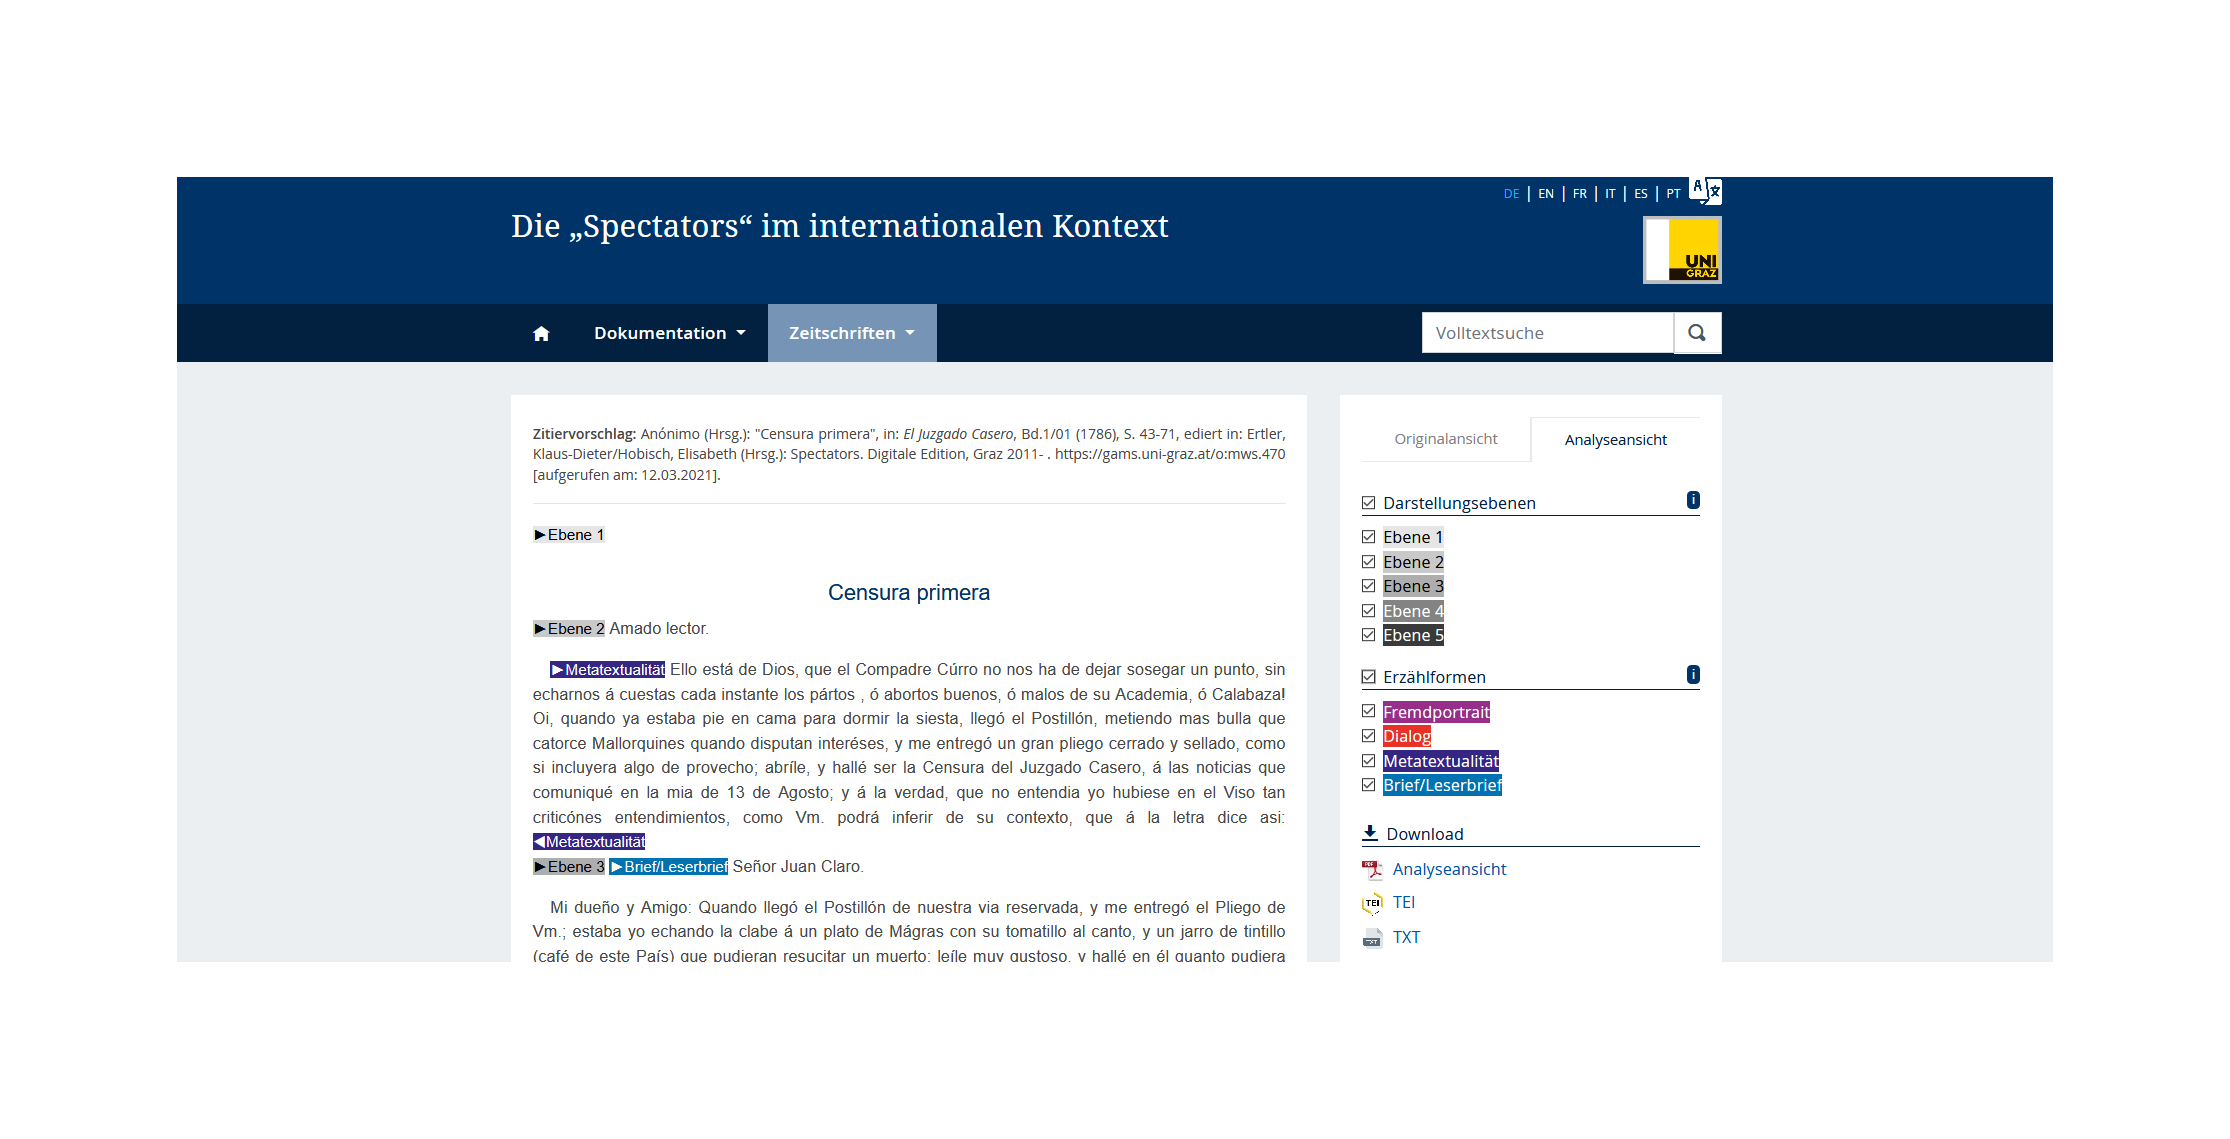 DE | EN | FR | IT | ES | PT
Die „Spectators“ im internationalen Kontext
UNI
GRAZ
Dokumentation
Zeitschriften
Volltextsuche
Zitiervorschlag: Anónimo (Hrsg.): "Censura primera", in: El Juzgado Casero, Bd.1/01 (1786), S. 43-71, ediert in: Ertler,
Klaus-Dieter/Hobisch, Elisabeth (Hrsg.): Spectators. Digitale Edition, Graz 2011- . https://gams.uni-graz.at/o:mws.470
[aufgerufen am: 12.03.2021].
▶Ebene 1
Censura primera
▶Ebene 2 Amado lector.
▶Metatextualität Ello está de Dios, que el Compadre Cúrro no nos ha de dejar sosegar un punto, sin
echarnos á cuestas cada instante los pártos , ó abortos buenos, ó malos de su Academia, ó Calabaza!
Oi, quando ya estaba pie en cama para dormir la siesta, llegó el Postillón, metiendo mas bulla que
catorce Mallorquines quando disputan interéses, y me entregó un gran pliego cerrado y sellado, como
si incluyera algo de provecho; abríle, y hallé ser la Censura del Juzgado Casero, á las noticias que
comuniqué en la mia de 13 de Agosto; y á la verdad, que no entendia yo hubiese en el Viso tan
criticónes entendimientos, como Vm. podrá inferir de su contexto, que á la letra dice asi:
◀Metatextualität
▶Ebene 3 ▶Brief/Leserbrief Señor Juan Claro.
Mi dueño y Amigo: Quando llegó el Postillón de nuestra via reservada, y me entregó el Pliego de
Vm.; estaba yo echando la clabe á un plato de Mágras con su tomatillo al canto, y un jarro de tintillo
(café de este País) que pudieran resucitar un muerto: leíle muy gustoso, y hallé en él quanto pudiera
Originalansicht
Analyseansicht
Darstellungsebenen
i
Ebene 1
Ebene 2
Ebene 3
Ebene 4
Ebene 5
Erzählformen
i
Fremdportrait
Dialog
Metatextualität
Brief/Leserbrief
Download
Analyseansicht
TEI
TEI
TXT